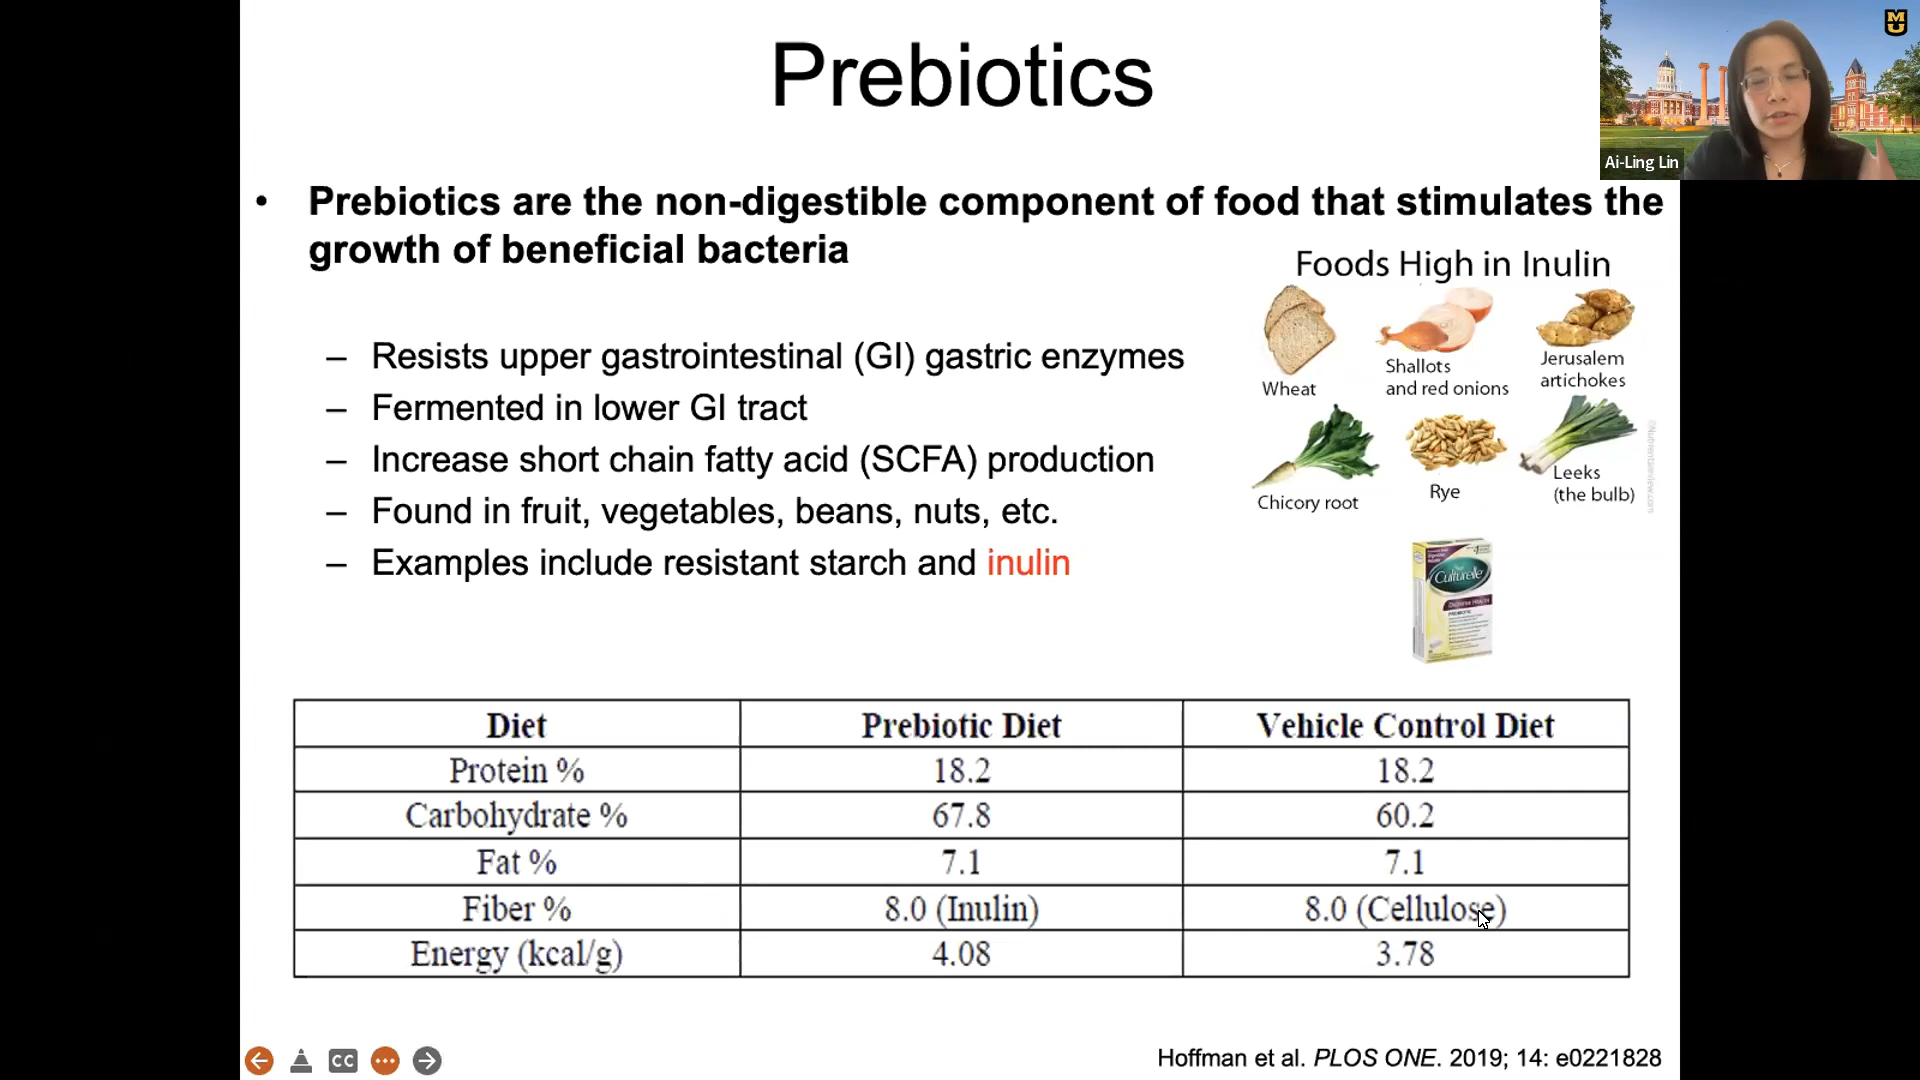 Prebiotics
MU
Ai-Ling Lin
• Prebiotics are the non-digestible component of food that stimulates the
growth of beneficial bacteria
– Resists upper gastrointestinal (GI) gastric enzymes
– Fermented in lower GI tract
– Increase short chain fatty acid (SCFA) production
– Found in fruit, vegetables, beans, nuts, etc.
– Examples include resistant starch and inulin
Foods High in Inulin
Wheat
Shallots
and red onions
Jerusalem
artichokes
Chicory root
Rye
Leeks
(the bulb)
Culturelle
Diet Prebiotic Diet Vehicle Control Diet
Protein % 18.2 18.2
Carbohydrate % 67.8 60.2
Fat % 7.1 7.1
Fiber % 8.0 (Inulin) 8.0 (Cellulose)
Energy (kcal/g) 4.08 3.78
CC
Hoffman et al. PLOS ONE. 2019; 14: e0221828